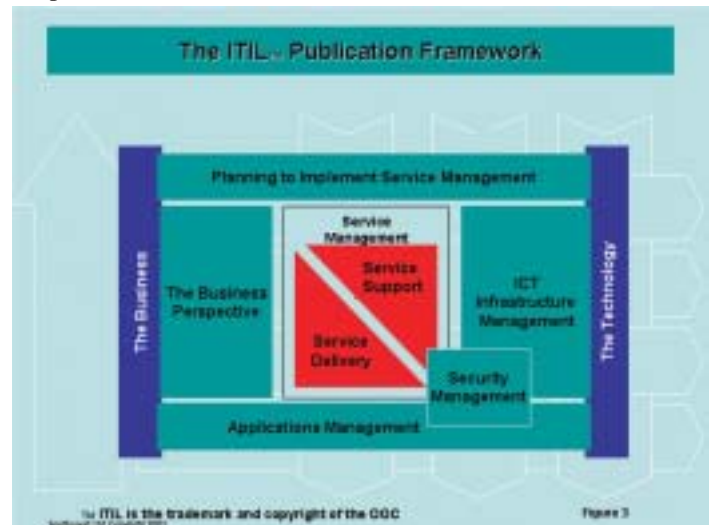 The ITIL™ Publication Framework
Planning to Implement Service Management
The Business
The Business
Perspective
Service
Management
Service
Support
Service
Delivery
ICT
Infrastructure
Management
Security
Management
The Technology
Applications Management
The ITIL is the trademark and copyright of the OGC
Figure 3